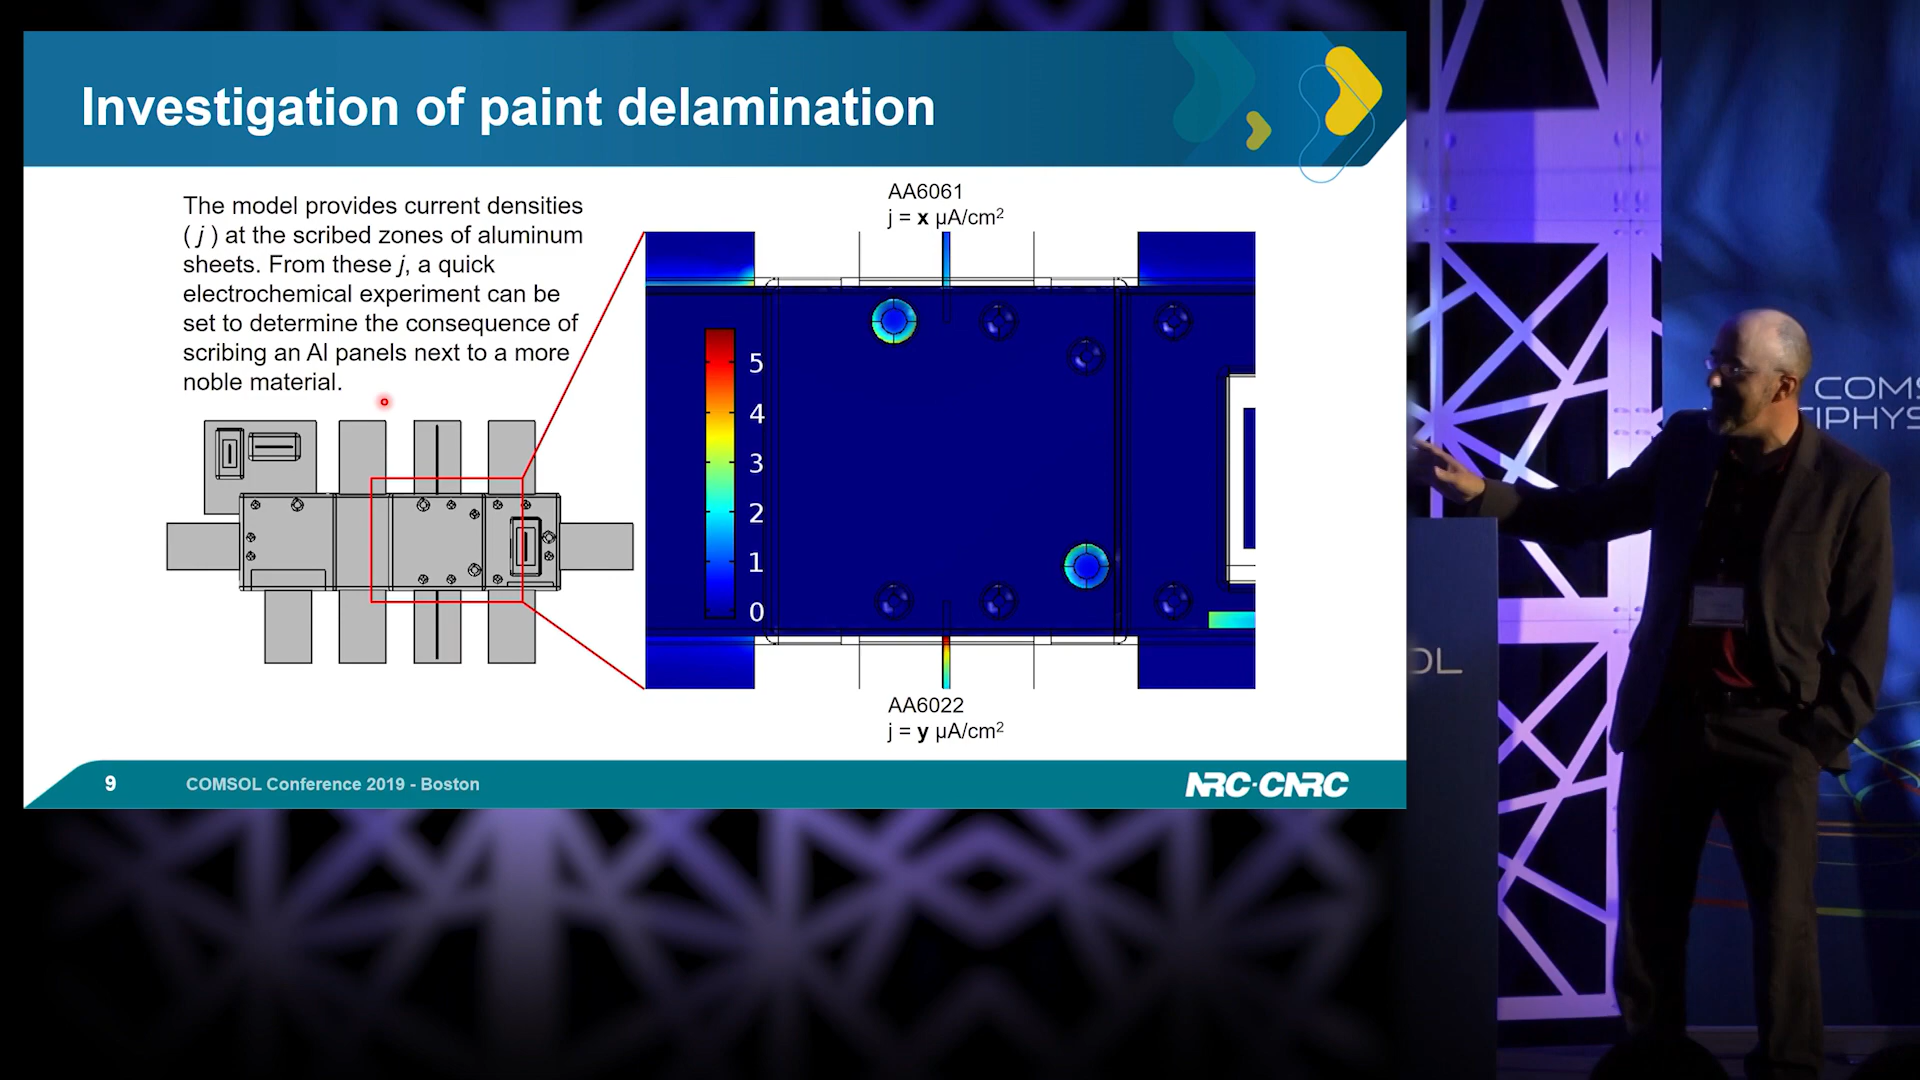 Investigation of paint delamination
The model provides current densities
( j ) at the scribed zones of aluminum
sheets. From these j, a quick
electrochemical experiment can be
set to determine the consequence of
scribing an Al panels next to a more
noble material.
AA6061
j = x µA/cm²
5
4
3
2
1
0
AA6022
j = y µA/cm²
9
COMSOL Conference 2019 - Boston
NRC·CNRC
COMS
IPHYS
OL